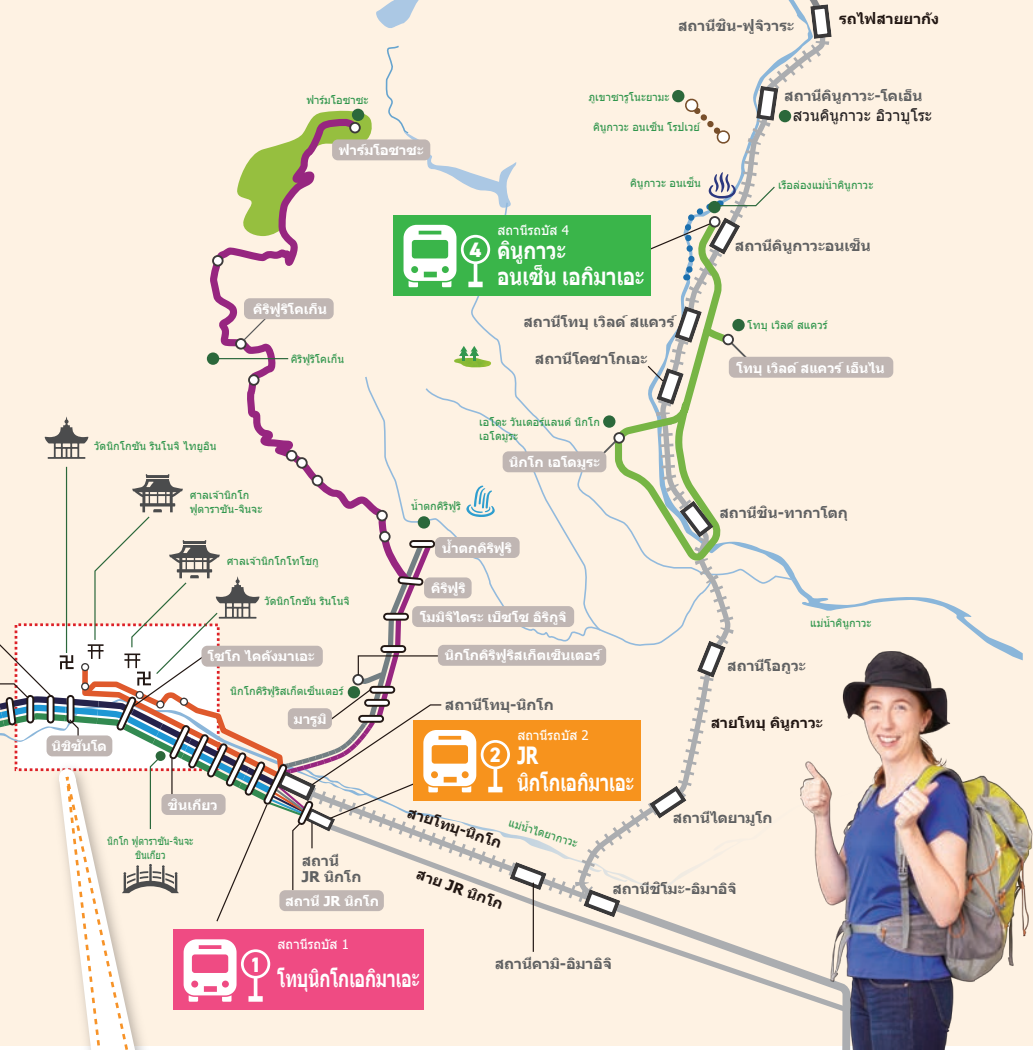 สถานีชิน-ฟูจิวาระ
รถไฟสายยากัง
สถานีคินูกาวะ-โคเอ็น
สวนคินูกาวะ อิวาบูโระ
ภูเขาซารูโนะยามะ
คินูกาวะ อนเซ็น โรปเวย์
ฟาร์มโอซาซะ
ฟาร์มโอซาซะ
คินูกาวะ อนเซ็น
เรือล่องแม่น้ำคินูกาวะ
สถานีรถบัส 4
4
คินูกาวะ
อนเซ็น เอกิมาเอะ
สถานีคินูกาวะอนเซ็น
คิริฟูริโคเก็น
สถานีโทบุ เวิลด์ สแควร์
โทบุ เวิลด์ สแควร์
คิริฟูริโคเก็น
สถานีโคซาโกเอะ
โทบุ เวิลด์ สแควร์ เอ็นไน
เอโดะ วันเดอร์แลนด์ นิกโก
เอโดมูระ
นิกโก เอโดมูระ
วัดนิกโกซัน รินโนจิ ไทยูอิน
ศาลเจ้านิกโก
ฟูตาราซัน-จินจะ
น้ำตกคิริฟูริ
สถานีชิน-ทากาโตกุ
น้ำตกคิริฟูริ
ศาลเจ้านิกโกโทโชกู
คิริฟูริ
วัดนิกโกซัน รินโนจิ
โมมิจิไดระ เบ็ชโซ อิริกูจิ
แม่น้ำคินูกาวะ
โชโก ไคคังมาเอะ
นิกโกคิริฟูริสเก็ตเซ็นเตอร์
สถานีโอกูวะ
นิกโกคิริฟูริสเก็ตเซ็นเตอร์
มารูมิ
สถานีโทบุ-นิกโก
สายโทบุ คินูกาวะ
นิชิซันโด
สถานีรถบัส 2
2
JR
นิกโกเอกิมาเอะ
ชินเกียว
สถานีไดยามูโก
สายโทบุ-นิกโก
แม่น้ำไดยากาวะ
นิกโก ฟูตาราซัน-จินจะ
ชินเกียว
สถานี
JR นิกโก
สาย JR นิกโก
สถานีชิโมะ-อิมาอิจิ
สถานี JR นิกโก
สถานีรถบัส 1
1
โทบุนิกโกเอกิมาเอะ
สถานีคามิ-อิมาอิจิ